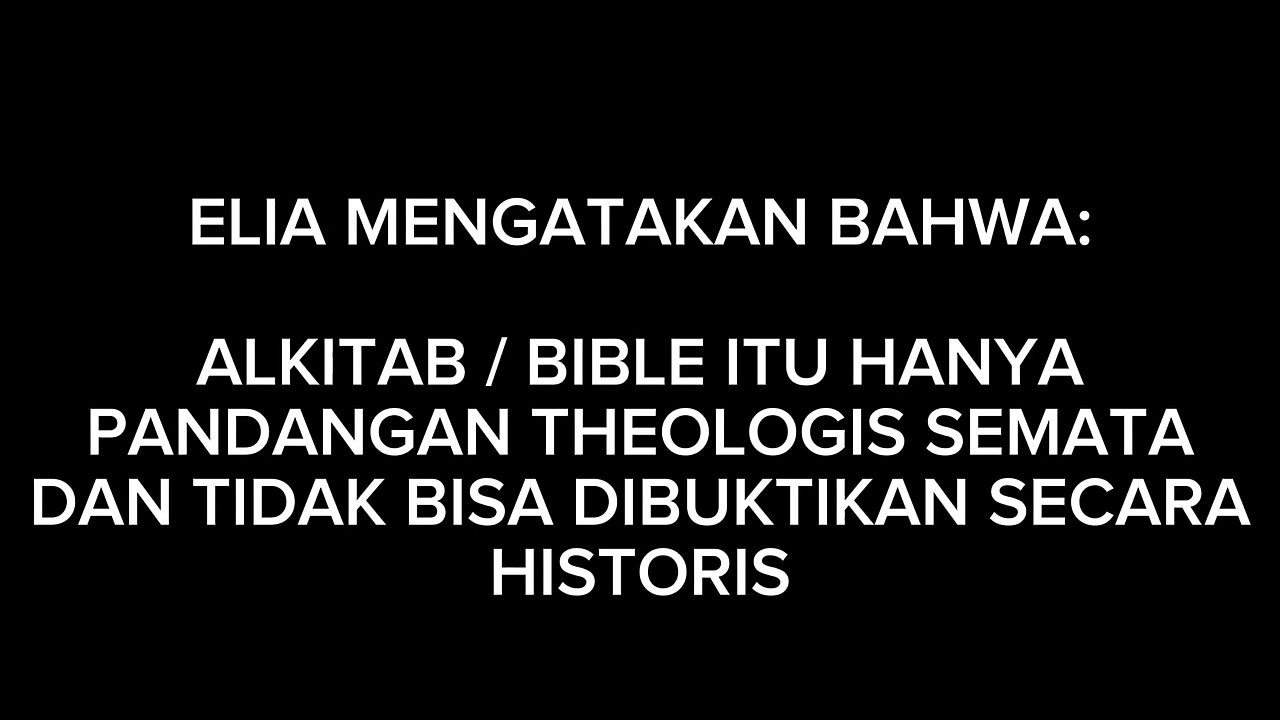 ELIA MENGATAKAN BAHWA:
ALKITAB / BIBLE ITU HANYA
PANDANGAN THEOLOGIS SEMATA
DAN TIDAK BISA DIBUKTIKAN SECARA
HISTORIS